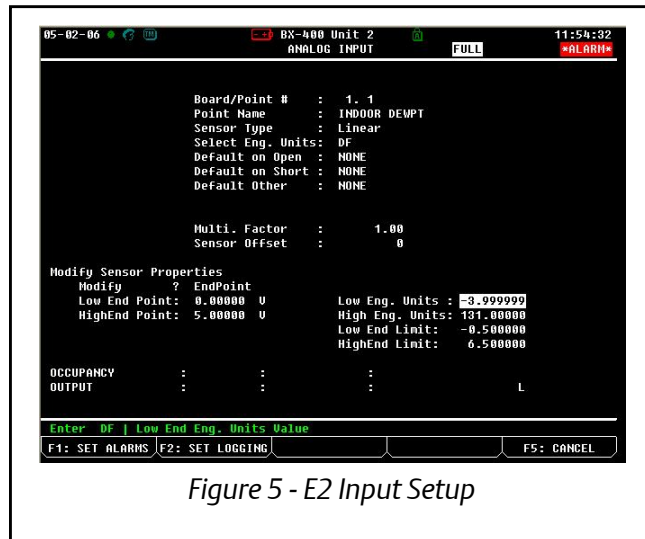 05-02-06 BX-400 Unit 2 11:54:32
ANALOG INPUT FULL *ALARM*
Board/Point # : 1. 1
Point Name : INDOOR DEWPT
Sensor Type : Linear
Select Eng. Units: DF
Default on Open : NONE
Default on Short : NONE
Default Other : NONE
Multi. Factor : 1.00
Sensor Offset : 0
Modify Sensor Properties
Modify ? EndPoint
Low End Point: 0.00000 V Low Eng. Units : -3.999999
HighEnd Point: 5.00000 V High Eng. Units: 131.00000
Low End Limit: -0.500000
HighEnd Limit: 6.500000
OCCUPANCY : : :
OUTPUT : : : L
Enter DF | Low End Eng. Units Value
F1: SET ALARMS F2: SET LOGGING F5: CANCEL
Figure 5 - E2 Input Setup